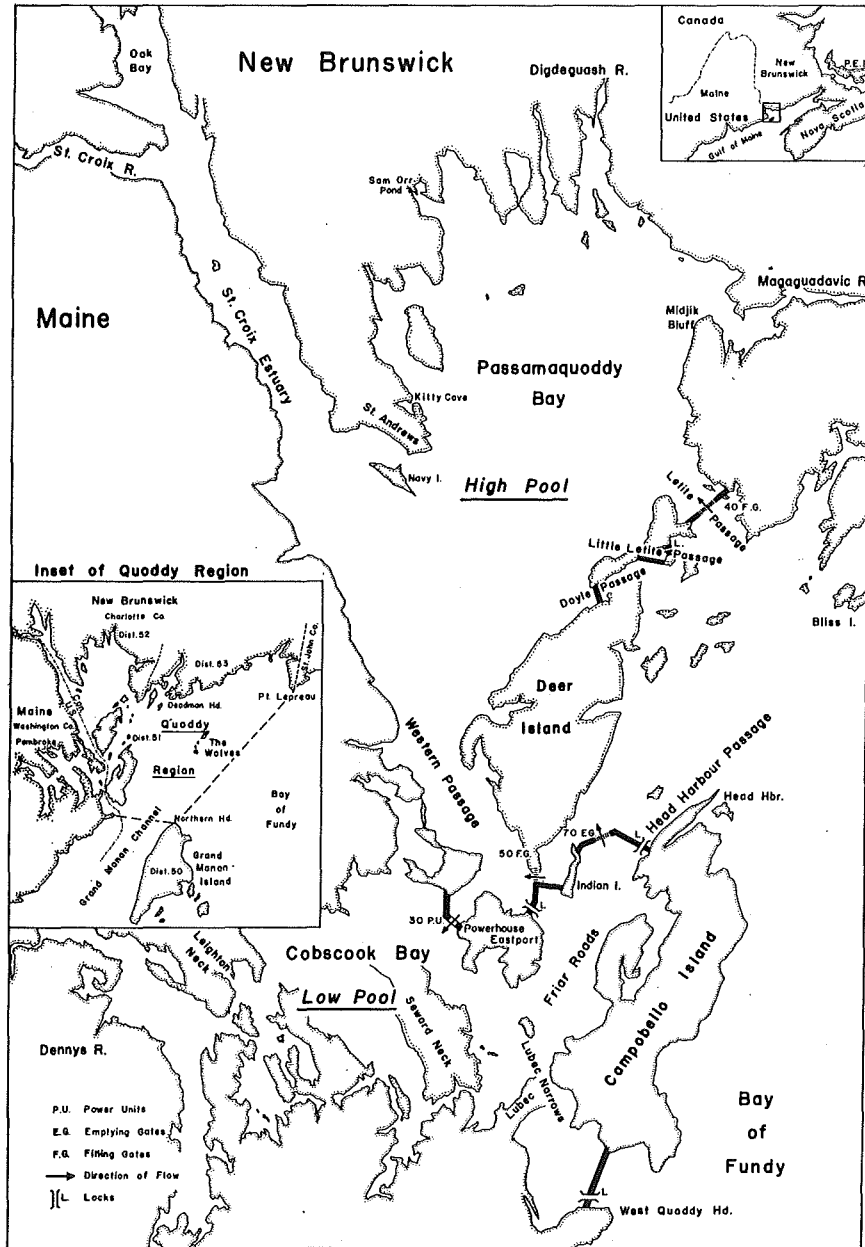 New Brunswick
Oak
Bay
Digdeguash R.
Canada
New
Brunswick
P.E.I.
Maine
United States
Gulf of Maine
Nova Scotia
St. Croix R.
Sam Orr
Pond
Magaguadavic R.
Midjik
Bluff
Maine
St. Croix Estuary
Passamaquoddy
Bay
Kitty Cove
St. Andrews
Navy I.
High Pool
Letite Passage
40 F.G.
L.
Little Letite Passage
Doyle Passage
Bliss I.
Inset of Quoddy Region
New Brunswick
Charlotte Co.
Dist. 52
Dist. 53
St. John Co.
Pt. Lepreau
Deadman Hd.
Maine
Washington Co.
Pembroke
U.S.
Can.
Dist. 51
Quoddy
The
Wolves
Region
Bay
of
Fundy
Northern Hd.
Grand Manan Channel
Grand
Manan
Island
Dist. 50
Deer
Island
Western Passage
Head Harbour Passage
Head Hbr.
70 E.G.
L
50 F.G.
Indian I.
L
30 P.U.
Powerhouse
Eastport
Cobscook Bay
Leighton
Neck
Low Pool
Seward Neck
Friar Roads
Campobello Island
Dennys R.
Lubec Narrows
Lubec
Bay
of
Fundy
P.U. Power Units
E.G. Emptying Gates
F.G. Filling Gates
Direction of Flow
L Locks
L
West Quoddy Hd.